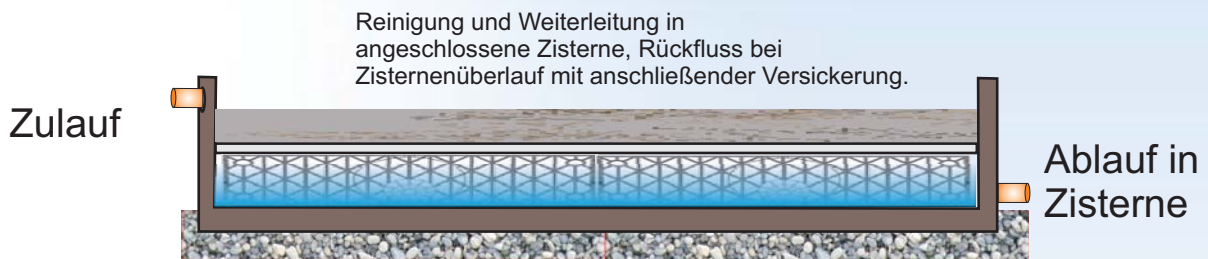 Reinigung und Weiterleitung in
angeschlossene Zisterne, Rückfluss bei
Zisternenüberlauf mit anschließender Versickerung.
Zulauf
Ablauf in
Zisterne